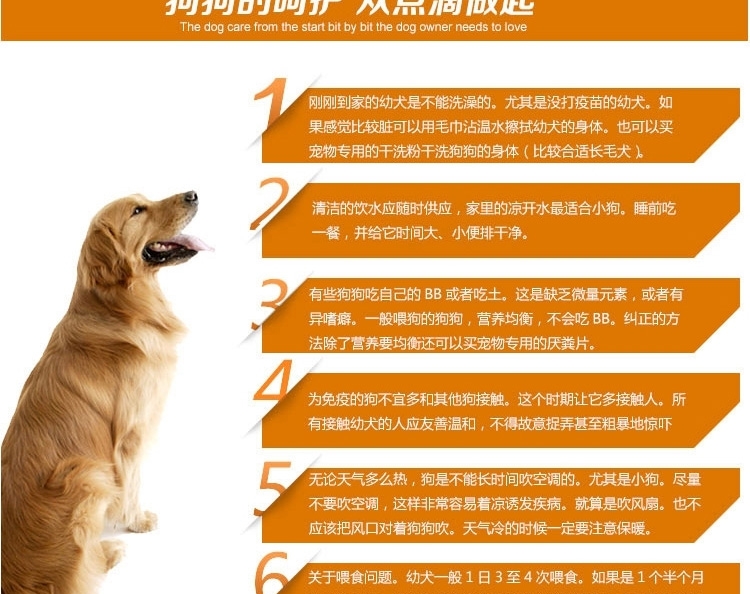 狗狗的呵护 从点滴做起
The dog care from the start bit by bit the dog owner needs to love
1
刚刚到家的幼犬是不能洗澡的。尤其是没打疫苗的幼犬。如
果感觉比较脏可以用毛巾沾温水擦拭幼犬的身体。也可以买
宠物专用的干洗粉干洗狗狗的身体（比较合适长毛犬）。
2
清洁的饮水应随时供应，家里的凉开水最适合小狗。睡前吃
一餐，并给它时间大、小便排干净。
3
有些狗狗吃自己的 BB 或者吃土。这是缺乏微量元素，或者有
异嗜癖。一般喂狗的狗狗，营养均衡，不会吃 BB。纠正的方
法除了营养要均衡还可以买宠物专用的厌粪片。
4
为免疫的狗不宜多和其他狗接触。这个时期让它多接触人。所
有接触幼犬的人应友善温和，不得故意捉弄甚至粗暴地惊吓
5
无论天气多么热，狗是不能长时间吹空调的。尤其是小狗。尽量
不要吹空调，这样非常容易着凉诱发疾病。就算是吹风扇。也不
应该把风口对着狗狗吹。天气冷的时候一定要注意保暖。
6
关于喂食问题。幼犬一般 1 日 3 至 4 次喂食。如果是 1 个半个月